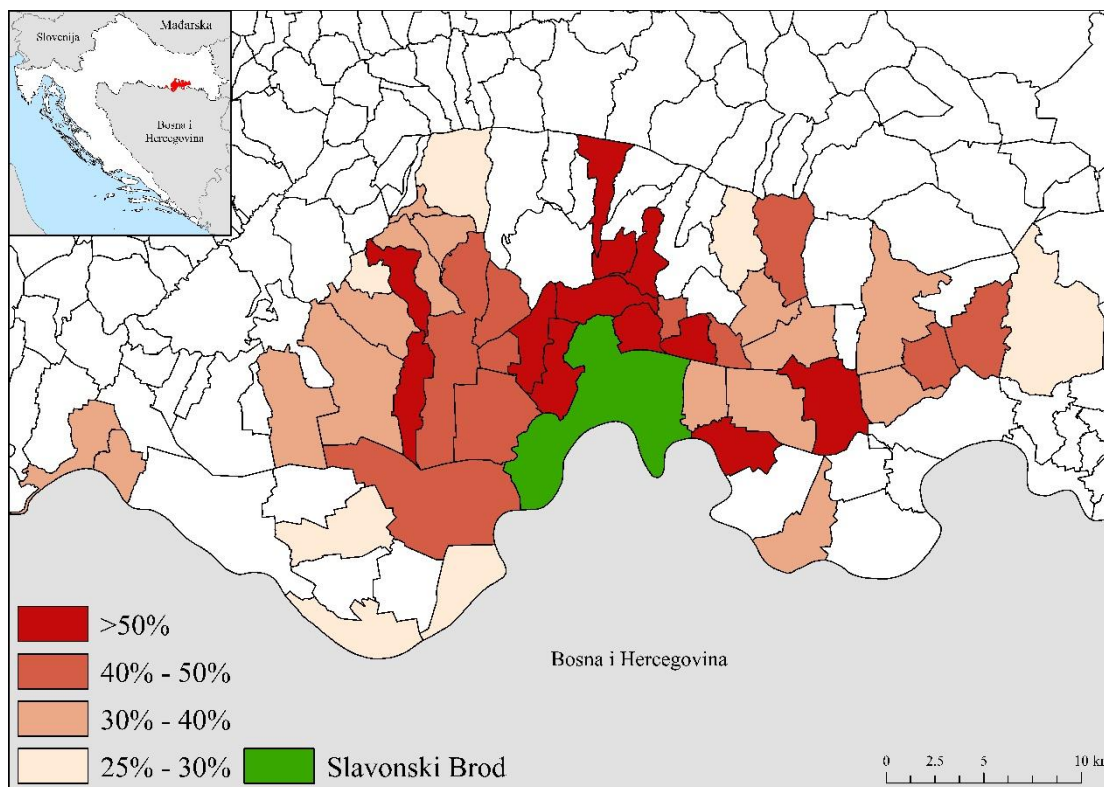 Mađarska
Slovenija
Bosna i
Hercegovina
Bosna i Hercegovina
>50%
40% - 50%
30% - 40%
25% - 30%
Slavonski Brod
0 2.5 5 10 km